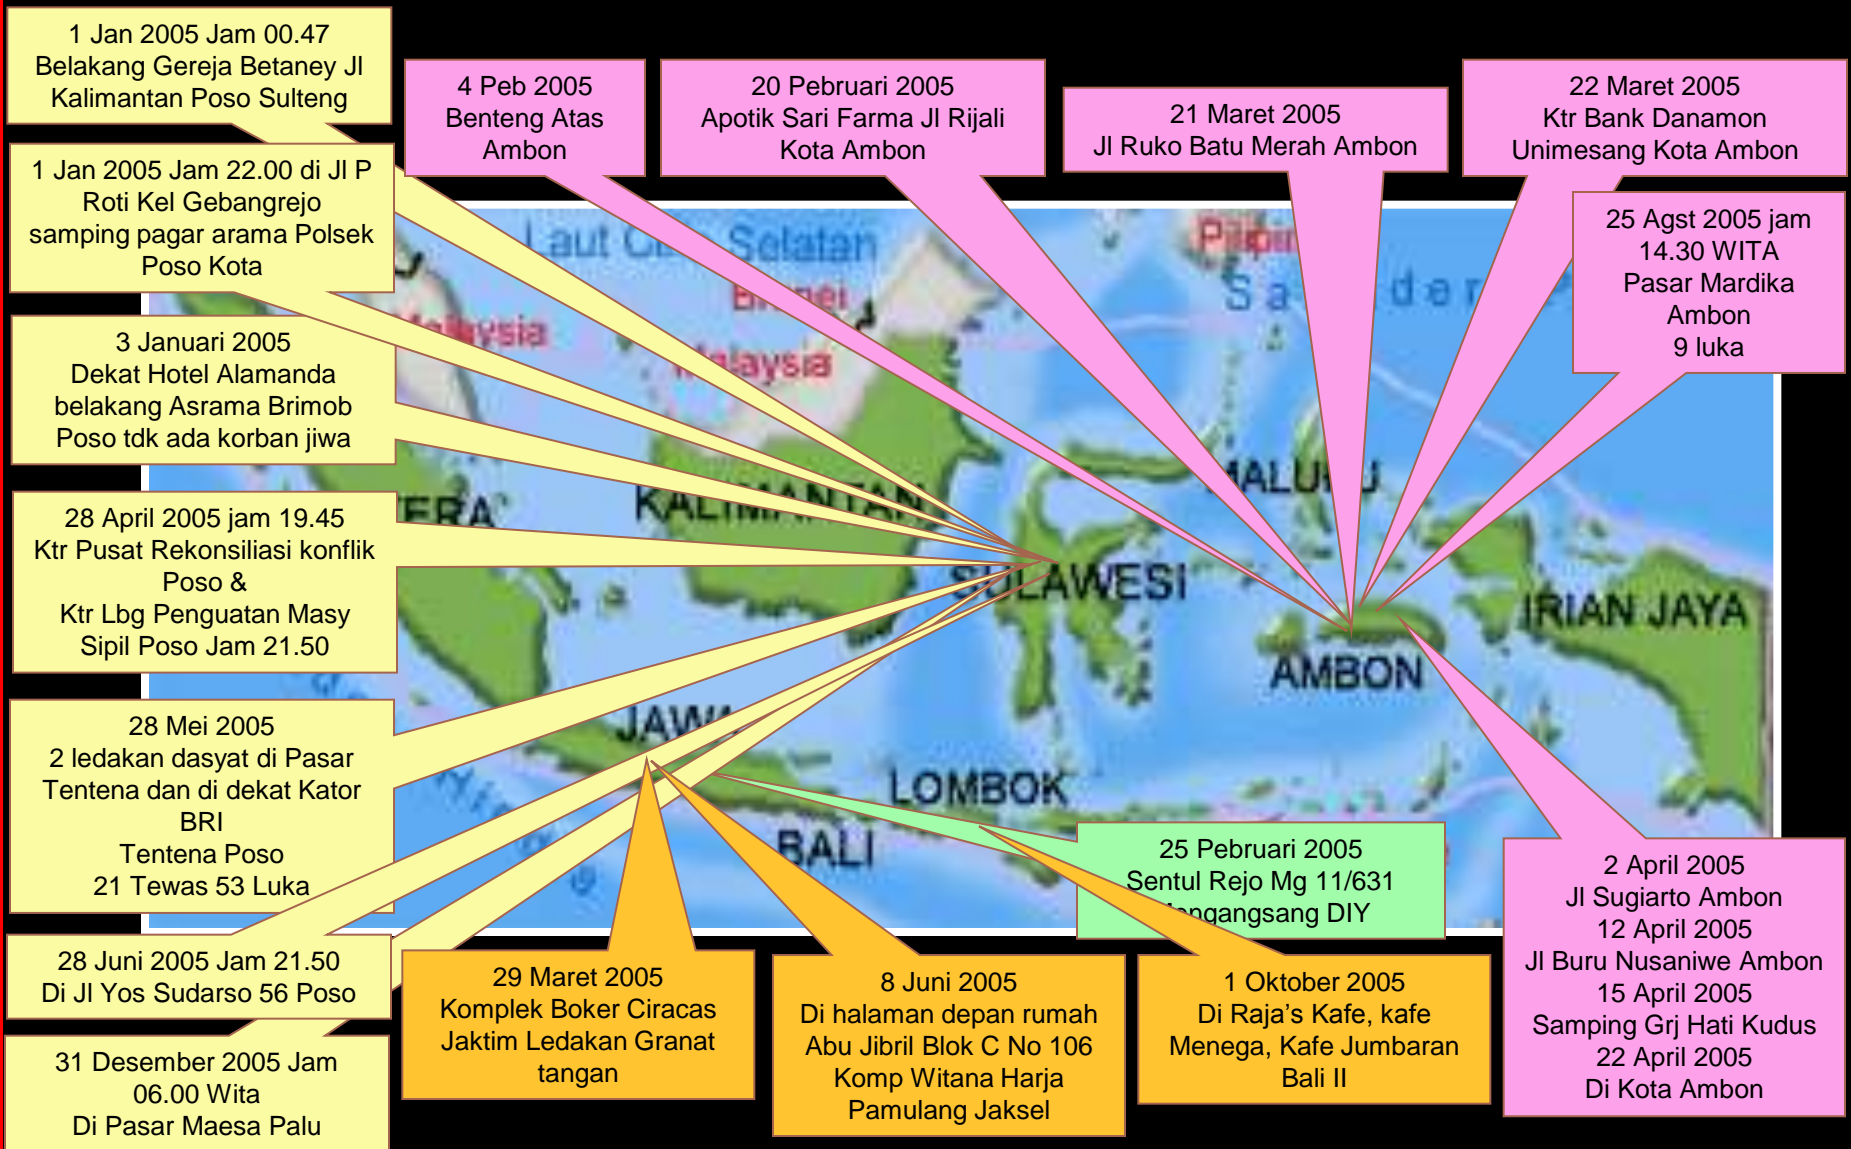 1 Jan 2005 Jam 00.47
Belakang Gereja Betaney Jl
Kalimantan Poso Sulteng
1 Jan 2005 Jam 22.00 di Jl P
Roti Kel Gebangrejo
samping pagar arama Polsek
Poso Kota
3 Januari 2005
Dekat Hotel Alamanda
belakang Asrama Brimob
Poso tdk ada korban jiwa
28 April 2005 jam 19.45
Ktr Pusat Rekonsiliasi konflik
Poso &
Ktr Lbg Penguatan Masy
Sipil Poso Jam 21.50
28 Mei 2005
2 ledakan dasyat di Pasar
Tentena dan di dekat Kator
BRI
Tentena Poso
21 Tewas 53 Luka
28 Juni 2005 Jam 21.50
Di Jl Yos Sudarso 56 Poso
31 Desember 2005 Jam
06.00 Wita
Di Pasar Maesa Palu
4 Peb 2005
Benteng Atas
Ambon
20 Pebruari 2005
Apotik Sari Farma Jl Rijali
Kota Ambon
21 Maret 2005
Jl Ruko Batu Merah Ambon
22 Maret 2005
Ktr Bank Danamon
Unimesang Kota Ambon
25 Agst 2005 jam
14.30 WITA
Pasar Mardika
Ambon
9 luka
2 April 2005
Jl Sugiarto Ambon
12 April 2005
Jl Buru Nusaniwe Ambon
15 April 2005
Samping Grj Hati Kudus
22 April 2005
Di Kota Ambon
25 Pebruari 2005
Sentul Rejo Mg 11/631
DIY
29 Maret 2005
Komplek Boker Ciracas
Jaktim Ledakan Granat
tangan
8 Juni 2005
Di halaman depan rumah
Abu Jibril Blok C No 106
Komp Witana Harja
Pamulang Jaksel
1 Oktober 2005
Di Raja's Kafe, kafe
Menega, Kafe Jumbaran
Bali II
Laut
Selatan
Malaysia
Malaysia
KALIMANTAN
SULAWESI
MALUKU
IRIAN JAYA
AMBON
JAWA
LOMBOK
BALI